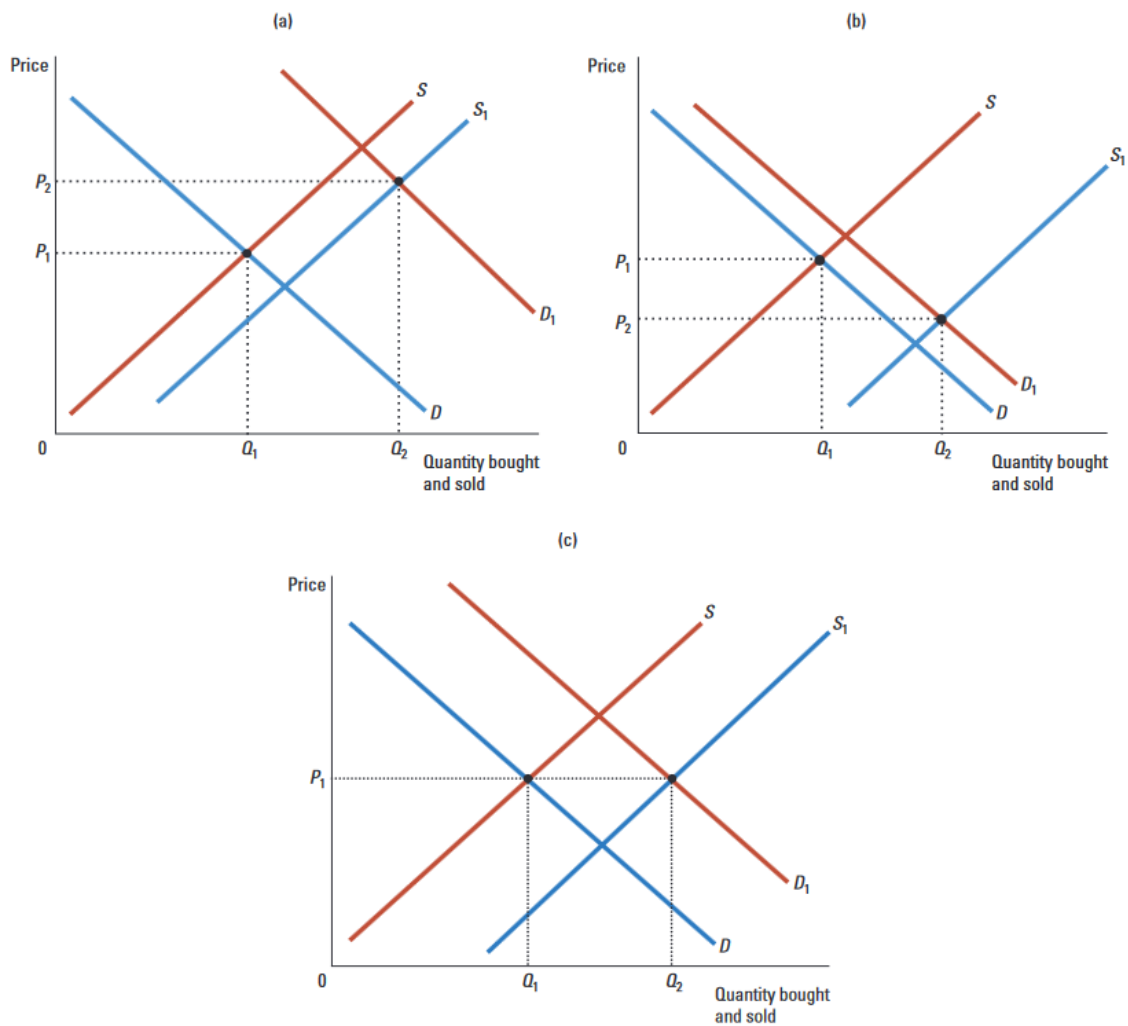 (a)
Price
S
S₁
P₂
P₁
D₁
D
0
Q₁
Q₂
Quantity bought
and sold
(b)
Price
S
S₁
P₁
P₂
D₁
D
0
Q₁
Q₂
Quantity bought
and sold
(c)
Price
S
S₁
P₁
D₁
D
0
Q₁
Q₂
Quantity bought
and sold